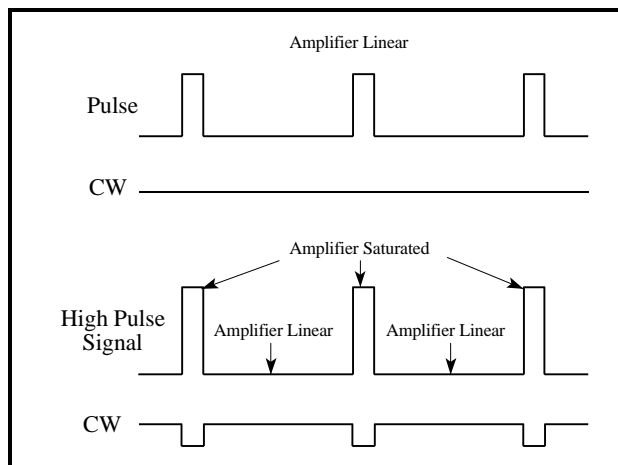 Amplifier Linear
Pulse
CW
Amplifier Saturated
High Pulse
Signal
Amplifier Linear
Amplifier Linear
CW